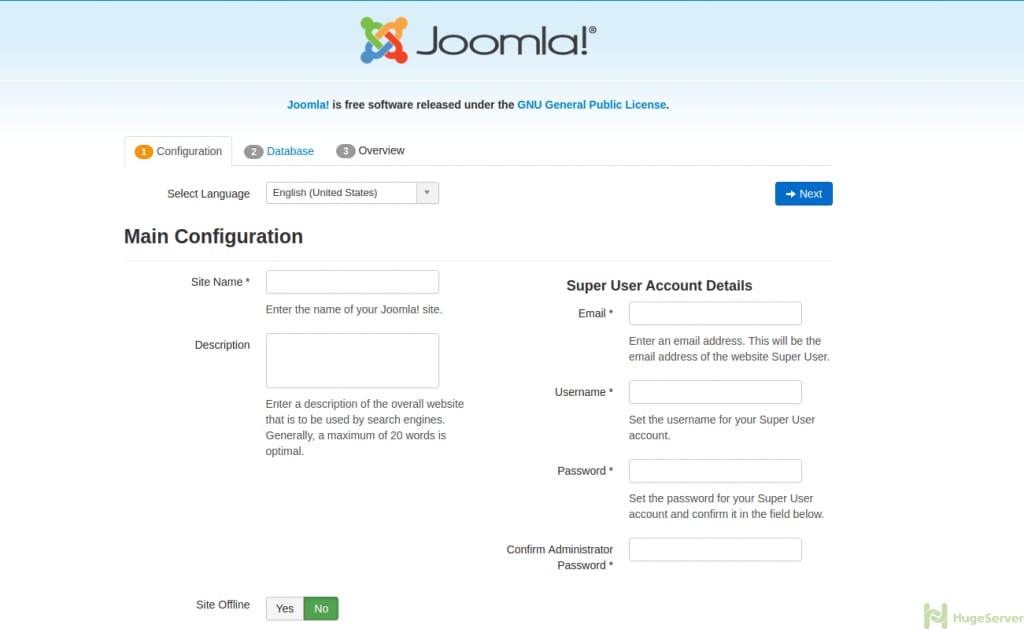 Joomla!®
Joomla! is free software released under the GNU General Public License.
1 Configuration
2 Database
3 Overview
Select Language
English (United States)
Next
Main Configuration
Site Name *
Enter the name of your Joomla! site.
Description
Enter a description of the overall website
that is to be used by search engines.
Generally, a maximum of 20 words is
optimal.
Super User Account Details
Email *
Enter an email address. This will be the
email address of the website Super User.
Username *
Set the username for your Super User
account.
Password *
Set the password for your Super User
account and confirm it in the field below.
Confirm Administrator
Password *
Site Offline
Yes
No
HugeServer